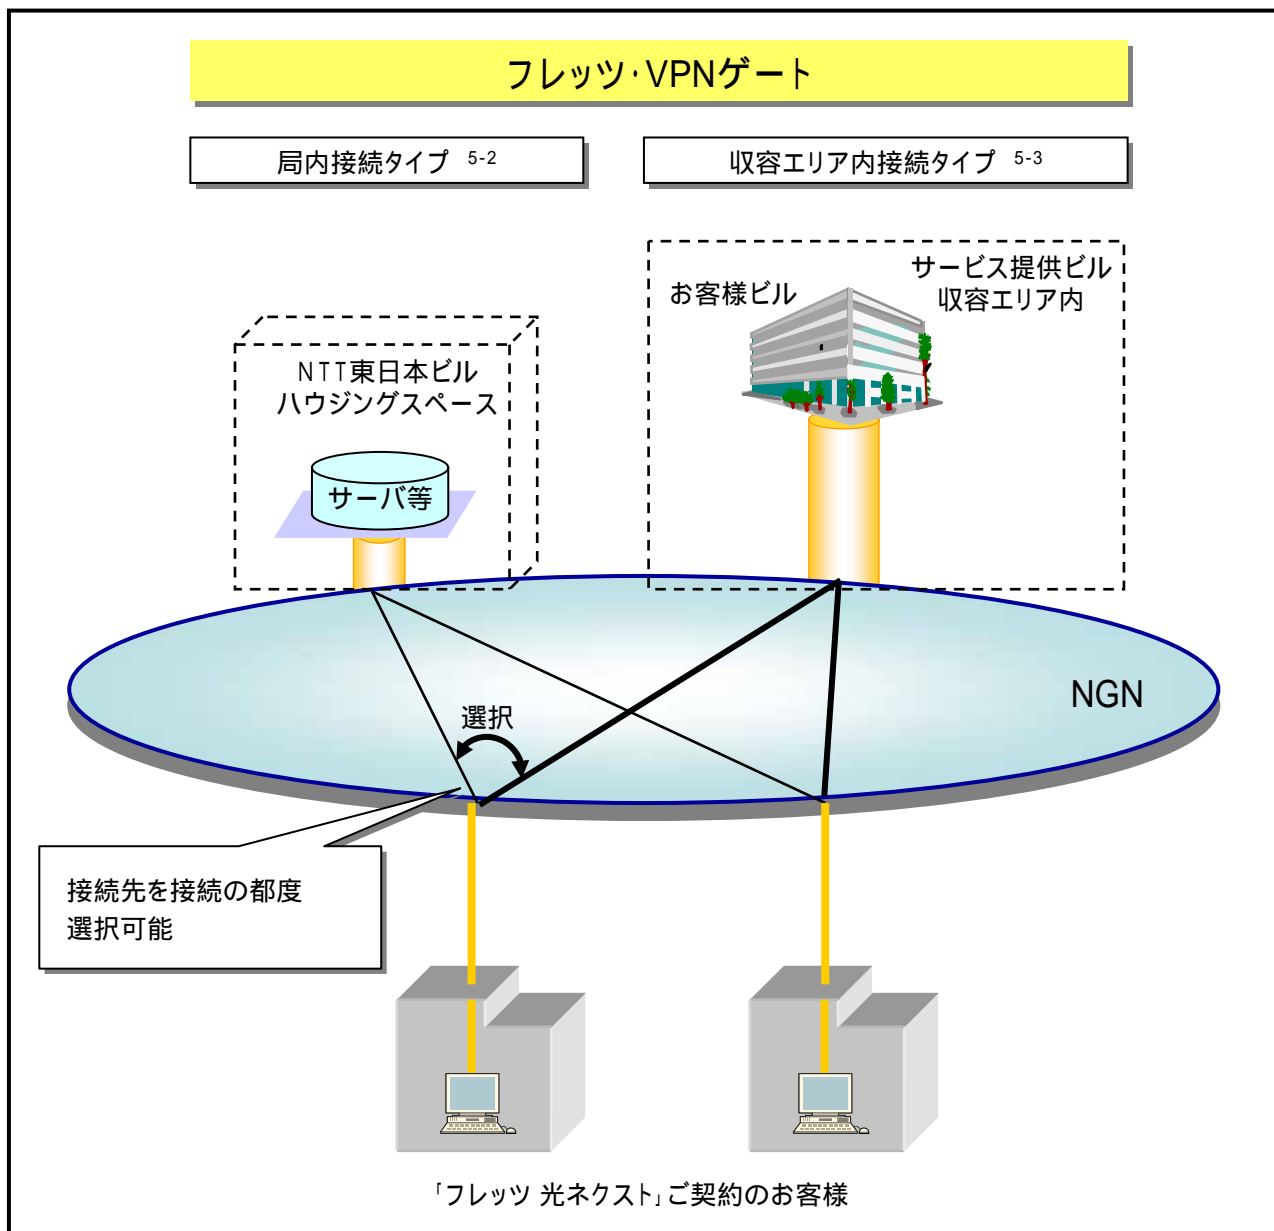 フレッツ・VPNゲート
局内接続タイプ 5-2
収容エリア内接続タイプ 5-3
お客様ビル
サービス提供ビル
収容エリア内
NTT東日本ビル
ハウジングスペース
サーバ等
NGN
選択
接続先を接続の都度
選択可能
「フレッツ 光ネクスト」ご契約のお客様